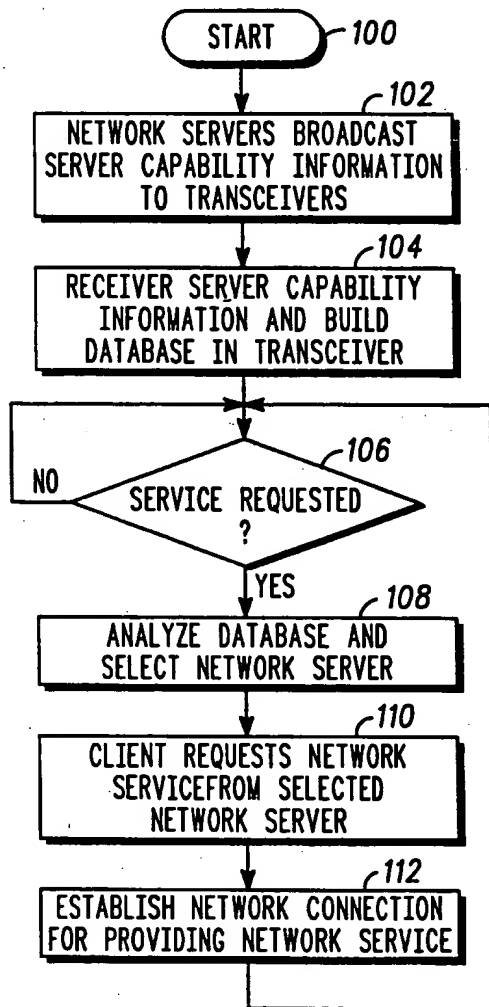 START 100
102
NETWORK SERVERS BROADCAST
SERVER CAPABILITY INFORMATION
TO TRANSCEIVERS
104
RECEIVER SERVER CAPABILITY
INFORMATION AND BUILD
DATABASE IN TRANSCEIVER
106
NO
SERVICE REQUESTED
?
YES
108
ANALYZE DATABASE AND
SELECT NETWORK SERVER
110
CLIENT REQUESTS NETWORK
SERVICEFROM SELECTED
NETWORK SERVER
112
ESTABLISH NETWORK CONNECTION
FOR PROVIDING NETWORK SERVICE